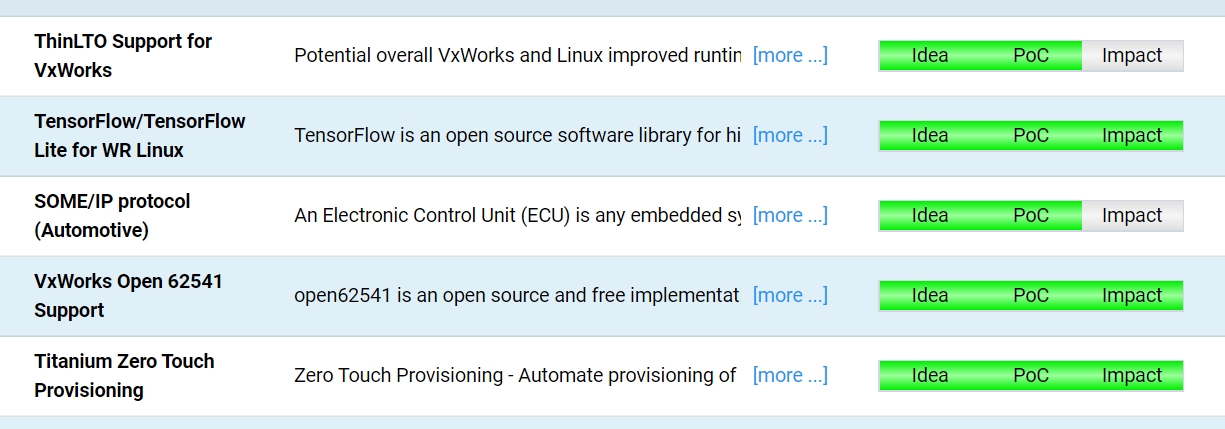 ThinLTO Support for
VxWorks
Potential overall VxWorks and Linux improved runtin [more ...]
Idea PoC Impact
TensorFlow/TensorFlow
Lite for WR Linux
TensorFlow is an open source software library for hi [more ...]
Idea PoC Impact
SOME/IP protocol
(Automotive)
An Electronic Control Unit (ECU) is any embedded sy [more ...]
Idea PoC Impact
VxWorks Open 62541
Support
open62541 is an open source and free implementat [more ...]
Idea PoC Impact
Titanium Zero Touch
Provisioning
Zero Touch Provisioning - Automate provisioning of [more ...]
Idea PoC Impact